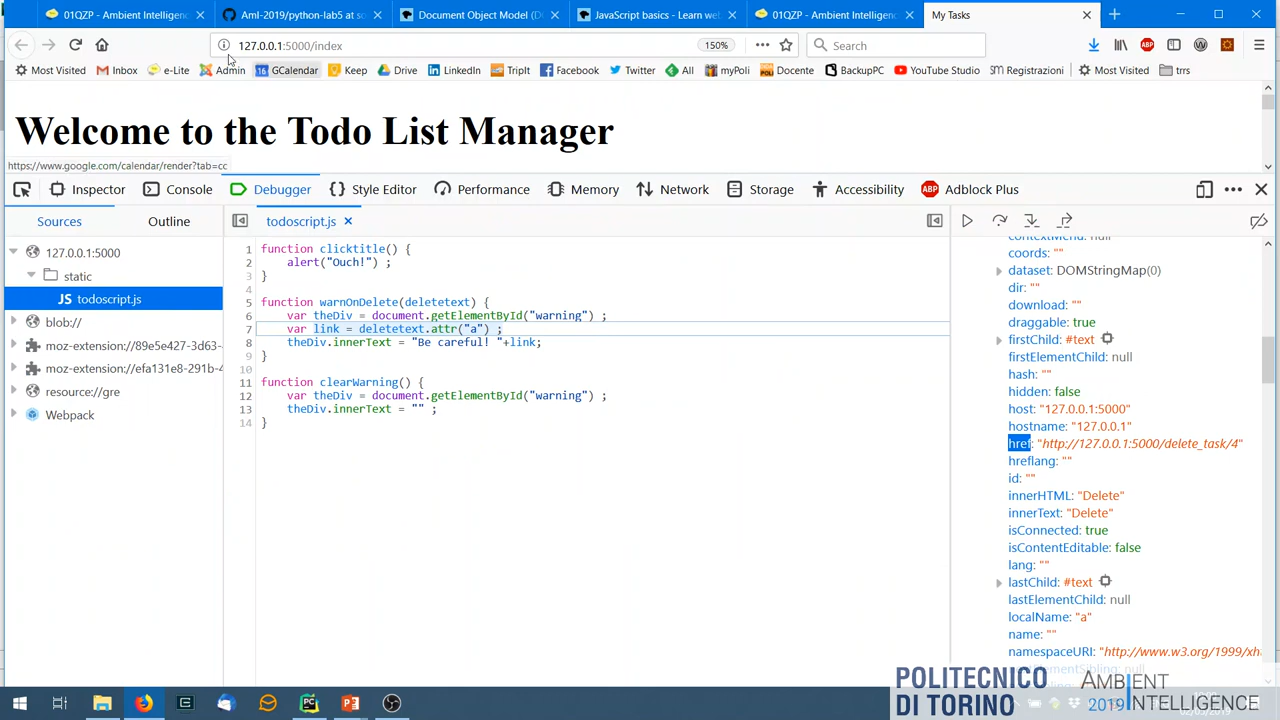 01QZP - Ambient Intelligenc
AmI-2019/python-lab5 at so
Document Object Model (D
JavaScript basics - Learn we
01QZP - Ambient Intelligenc
My Tasks
127.0.0.1:5000/index
150%
Search
Most Visited
Inbox
e-Lite
Admin
16 GCalendar
Keep
Drive
LinkedIn
TripIt
Facebook
Twitter
All
myPoli
Docente
BackupPC
YouTube Studio
Registrazioni
Most Visited
trrs
Welcome to the Todo List Manager
https://www.google.com/calendar/render?tab=cc
Inspector
Console
Debugger
{} Style Editor
Performance
Memory
Network
Storage
Accessibility
ABP Adblock Plus
Sources
Outline
todoscript.js
127.0.0.1:5000
static
JS todoscript.js
blob://
moz-extension://89e5e427-3d63-
moz-extension://efa131e8-291b-4
resource://gre
Webpack
1 function clicktitle() {
2 alert("Ouch!") ;
3 }
4
5 function warnOnDelete(deletetext) {
6 var theDiv = document.getElementById("warning") ;
7 var link = deletetext.attr("a") ;
8 theDiv.innerText = "Be careful! "+link;
9 }
10
11 function clearWarning() {
12 var theDiv = document.getElementById("warning") ;
13 theDiv.innerText = "" ;
14 }
contextMenu: null
coords: ""
dataset: DOMStringMap(0)
dir: ""
download: ""
draggable: true
firstChild: #text
firstElementChild: null
hash: ""
hidden: false
host: "127.0.0.1:5000"
hostname: "127.0.0.1"
href: "http://127.0.0.1:5000/delete_task/4"
hreflang: ""
id: ""
innerHTML: "Delete"
innerText: "Delete"
isConnected: true
isContentEditable: false
lang: ""
lastChild: #text
lastElementChild: null
localName: "a"
name: ""
namespaceURI: "http://www.w3.org/1999/xh
POLITECNICO
DI TORINO
AMBIENT
2019 INTELLIGENCE